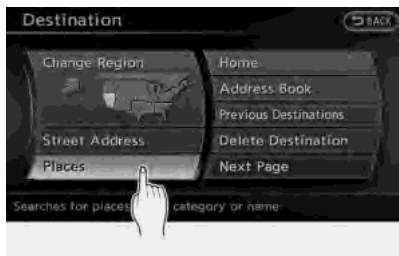 Destination
BACK
Change Region
Street Address
Places
Home
Address Book
Previous Destinations
Delete Destination
Next Page
Searches for places category or name